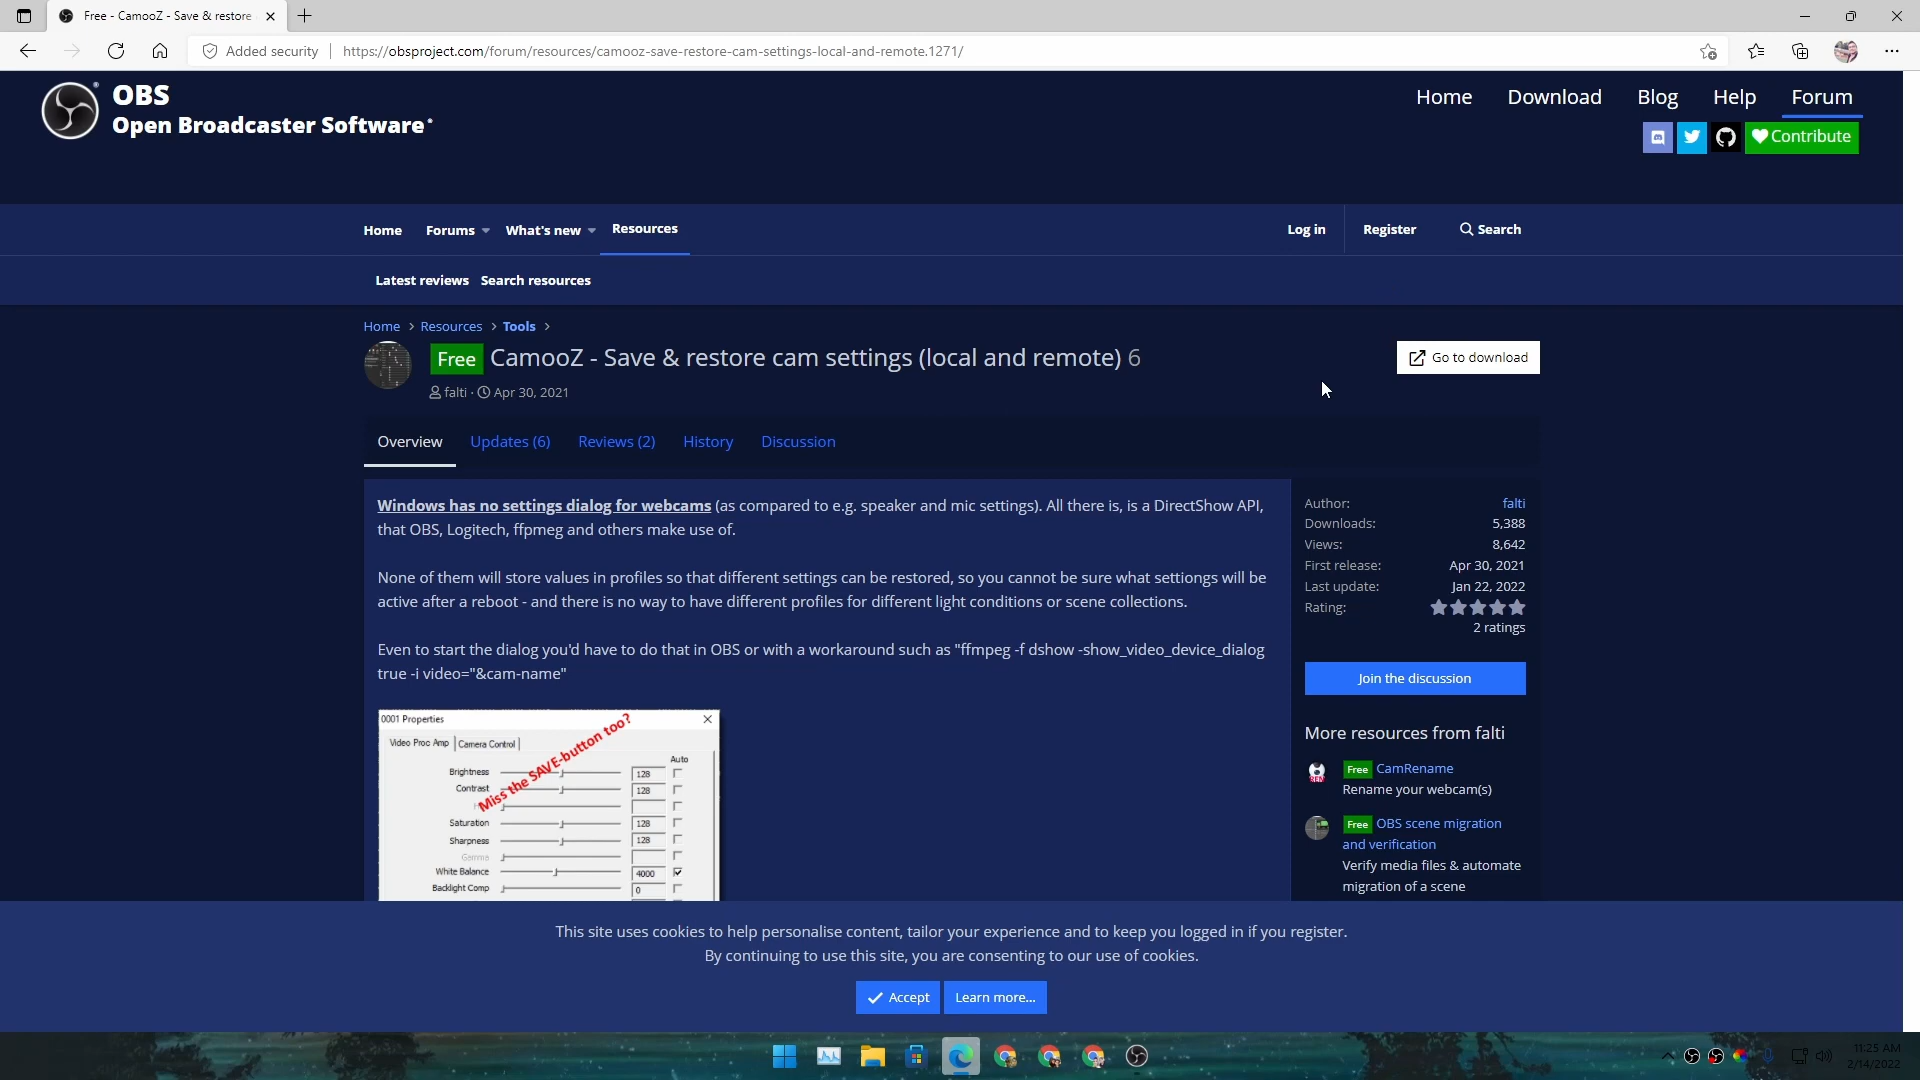 Free - CamooZ - Save & restore
Added security
https://obsproject.com/forum/resources/camooz-save-restore-cam-settings-local-and-remote.1271/
OBS
Open Broadcaster Software
Home Download Blog Help Forum
Contribute
Home Forums What's new Resources
Log in Register Search
Latest reviews Search resources
Home > Resources > Tools >
Free CamooZ - Save & restore cam settings (local and remote) 6
Go to download
falti · Apr 30, 2021
Overview Updates (6) Reviews (2) History Discussion
Windows has no settings dialog for webcams (as compared to e.g. speaker and mic settings). All there is, is a DirectShow API,
that OBS, Logitech, ffpmeg and others make use of.
None of them will store values in profiles so that different settings can be restored, so you cannot be sure what settiongs will be
active after a reboot - and there is no way to have different profiles for different light conditions or scene collections.
Even to start the dialog you'd have to do that in OBS or with a workaround such as "ffmpeg -f dshow -show_video_device_dialog
true -i video="&cam-name"
0001 Properties
Video Proc Amp Camera Control
Miss the SAVE-button too?
Auto
Brightness 128
Contrast 128
Saturation 128
Sharpness 128
Gamma
White Balance 4000
Backlight Comp 0
Author: falti
Downloads: 5,388
Views: 8,642
First release: Apr 30, 2021
Last update: Jan 22, 2022
Rating:
2 ratings
Join the discussion
More resources from falti
REN
Free CamRename
Rename your webcam(s)
Free OBS scene migration
and verification
Verify media files & automate
migration of a scene
This site uses cookies to help personalise content, tailor your experience and to keep you logged in if you register.
By continuing to use this site, you are consenting to our use of cookies.
Accept Learn more...
11:25 AM
2/14/2022